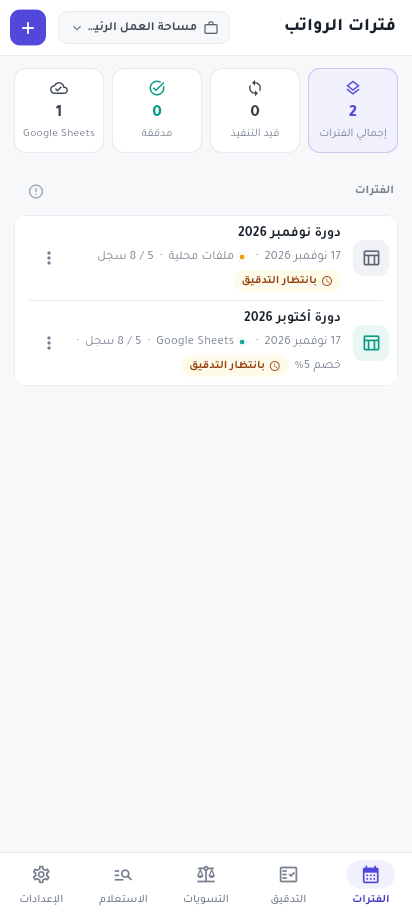 فترات الرواتب
مساحة العمل الرئيـ...
2
إجمالي الفترات
0
قيد التنفيذ
0
مدققة
1
Google Sheets
الفترات
دورة نوفمبر 2026
17 نوفمبر 2026 · ملفات محلية · 5 / 8 سجل
بانتظار التدقيق
دورة أكتوبر 2026
17 نوفمبر 2026 · Google Sheets · 5 / 8 سجل ·
خصم 5% بانتظار التدقيق
الفترات
التدقيق
التسويات
الاستعلام
الإعدادات